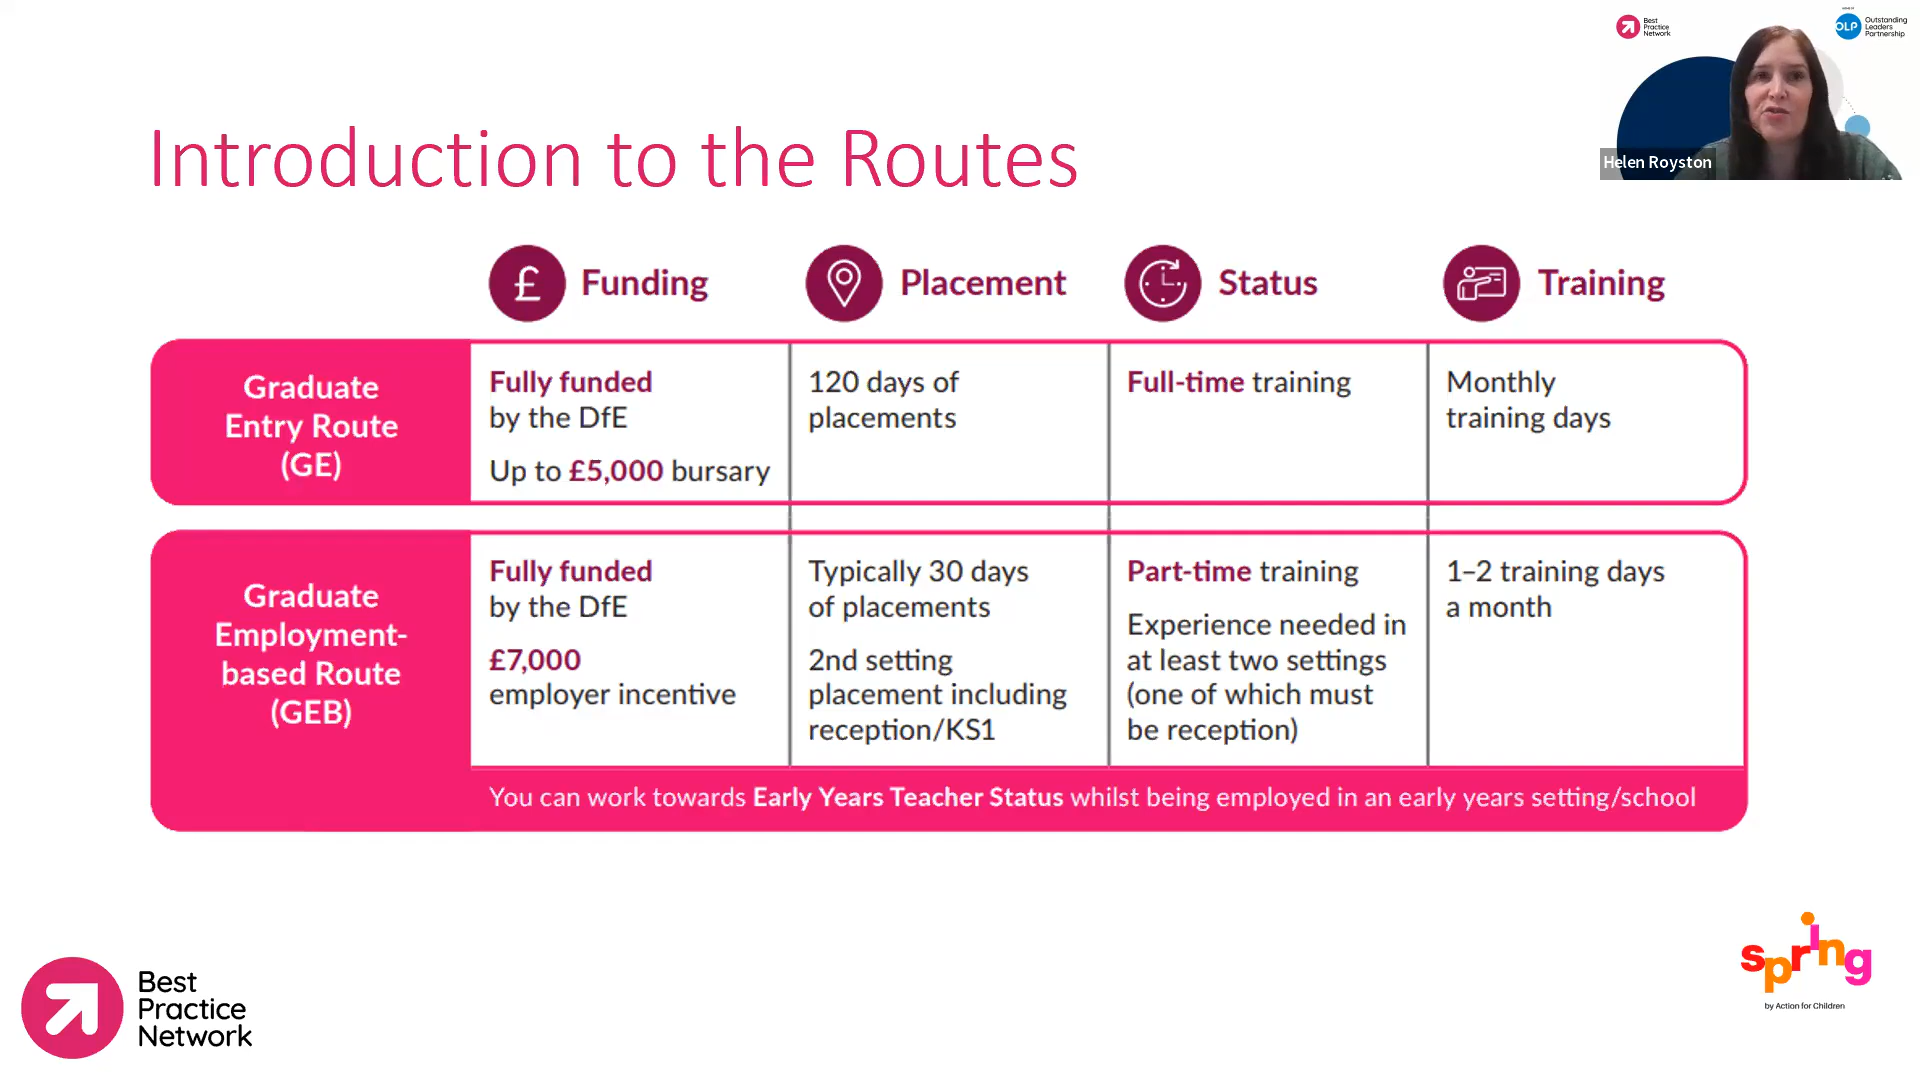 Best
Practice
Network
HOME OF
OLP
Outstanding
Leaders
Partnership
Helen Royston
Introduction to the Routes
£ Funding
Placement
Status
Training
Graduate
Entry Route
(GE)
Fully funded
by the DfE
Up to £5,000 bursary
120 days of
placements
Full-time training
Monthly
training days
Graduate
Employment-
based Route
(GEB)
Fully funded
by the DfE
£7,000
employer incentive
Typically 30 days
of placements
2nd setting
placement including
reception/KS1
Part-time training
Experience needed in
at least two settings
(one of which must
be reception)
1–2 training days
a month
You can work towards Early Years Teacher Status whilst being employed in an early years setting/school
Best
Practice
Network
spring
by Action for Children